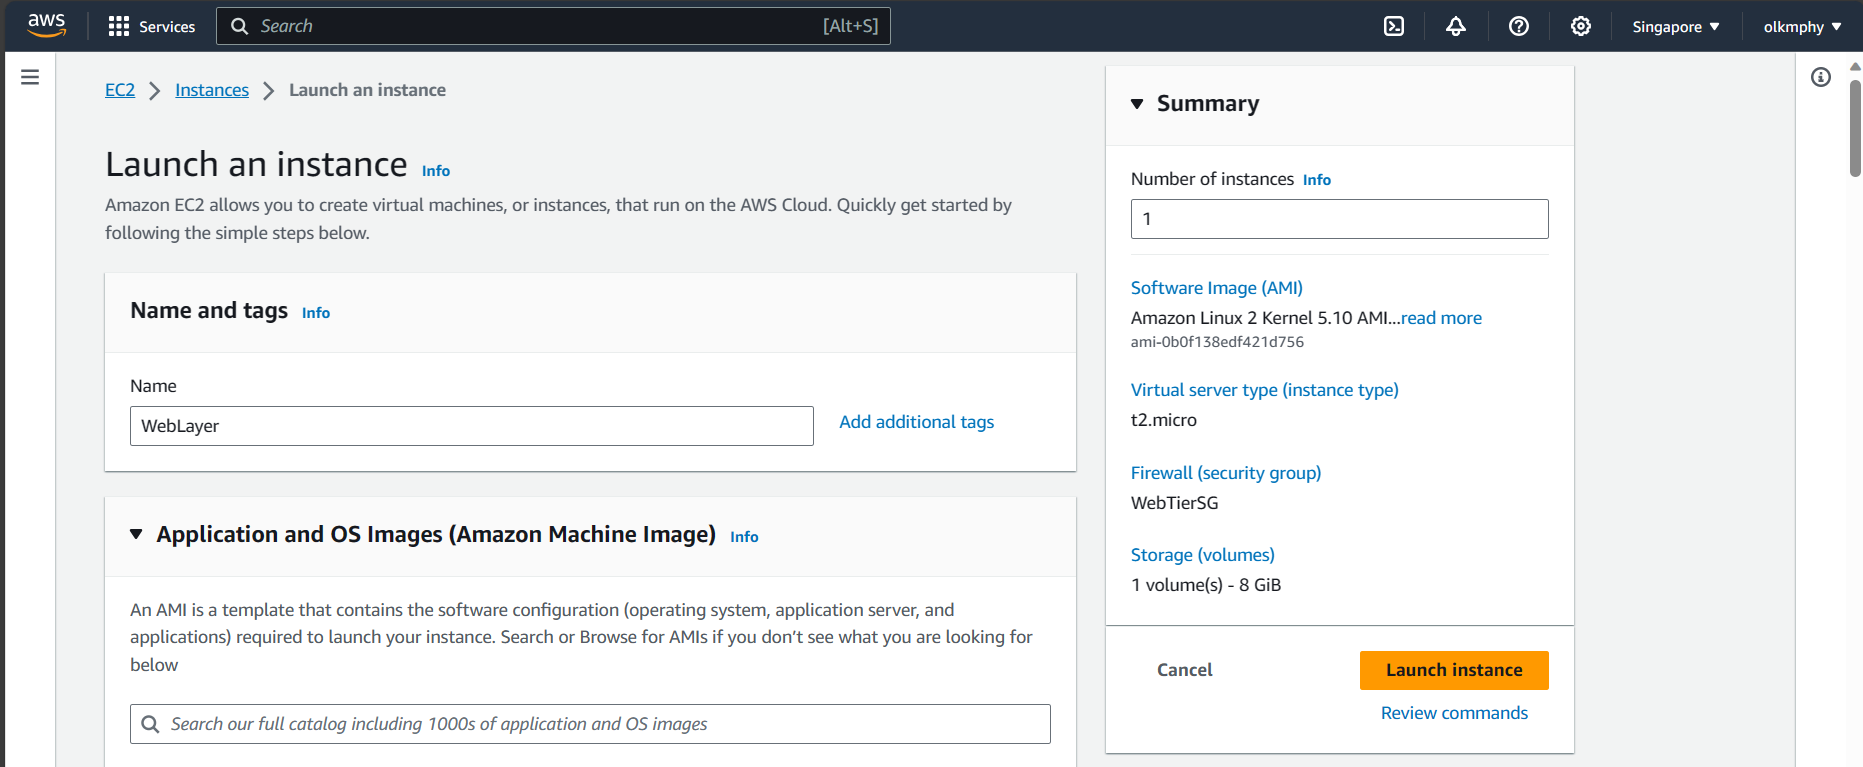 aws
Services
Search
[Alt+S]
Singapore
olkmphy
EC2
Instances
Launch an instance
Launch an instance Info
Amazon EC2 allows you to create virtual machines, or instances, that run on the AWS Cloud. Quickly get started by
following the simple steps below.
Name and tags Info
Name
WebLayer
Add additional tags
Application and OS Images (Amazon Machine Image) Info
An AMI is a template that contains the software configuration (operating system, application server, and
applications) required to launch your instance. Search or Browse for AMIs if you don’t see what you are looking for
below
Search our full catalog including 1000s of application and OS images
Summary
Number of instances Info
1
Software Image (AMI)
Amazon Linux 2 Kernel 5.10 AMI...read more
ami-0b0f138edf421d756
Virtual server type (instance type)
t2.micro
Firewall (security group)
WebTierSG
Storage (volumes)
1 volume(s) - 8 GiB
Cancel
Launch instance
Review commands